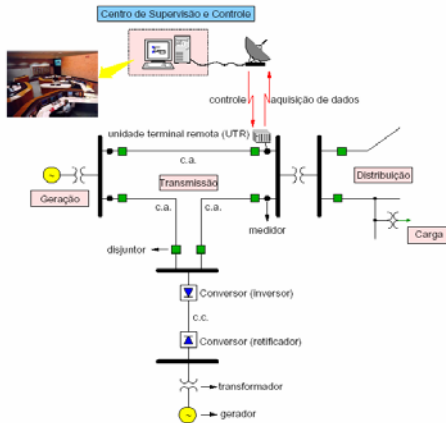 Centro de Supervisão e Controle
controle
aquisição de dados
unidade terminal remota (UTR)
c.a.
Geração
Transmissão
Distribuição
c.a.
c.a.
medidor
Carga
disjuntor
Conversor (inversor)
c.c.
Conversor (retificador)
transformador
gerador